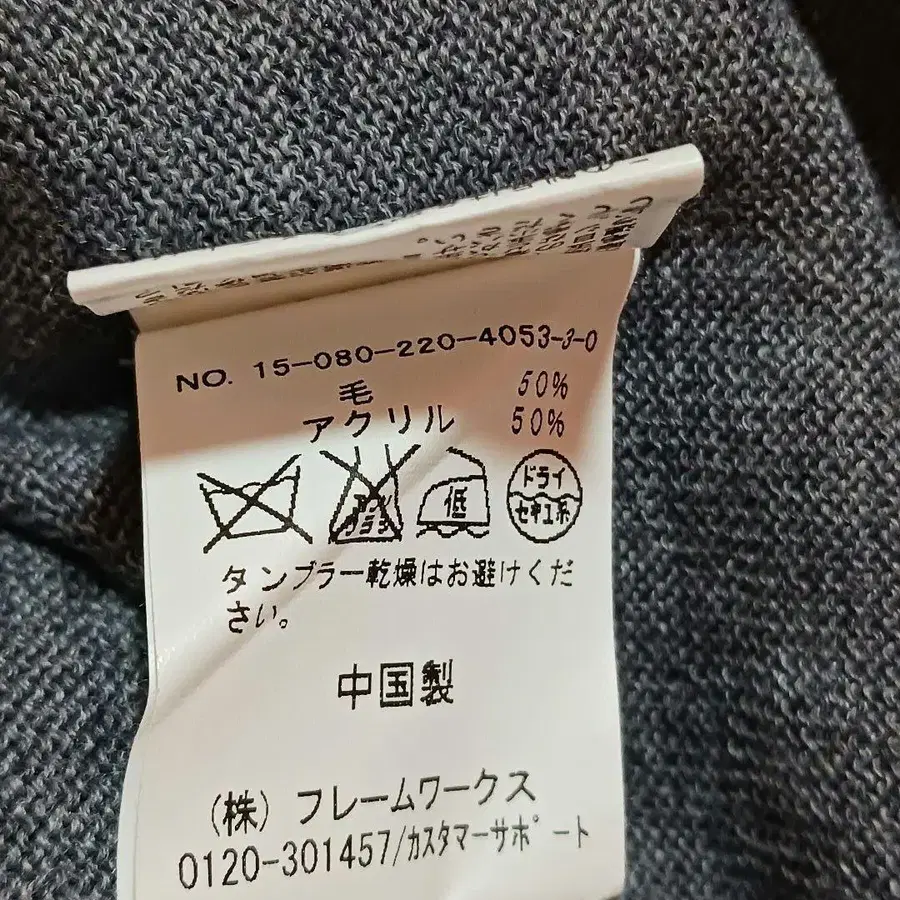 NO. 15-080-220-4053-3-0
毛 50%
アクリル 50%
低
ドライ
セキユ系
タンブラー乾燥はお避けくだ
さい。
中国製
(株) フレームワークス
0120-301457/カスタマーサポート